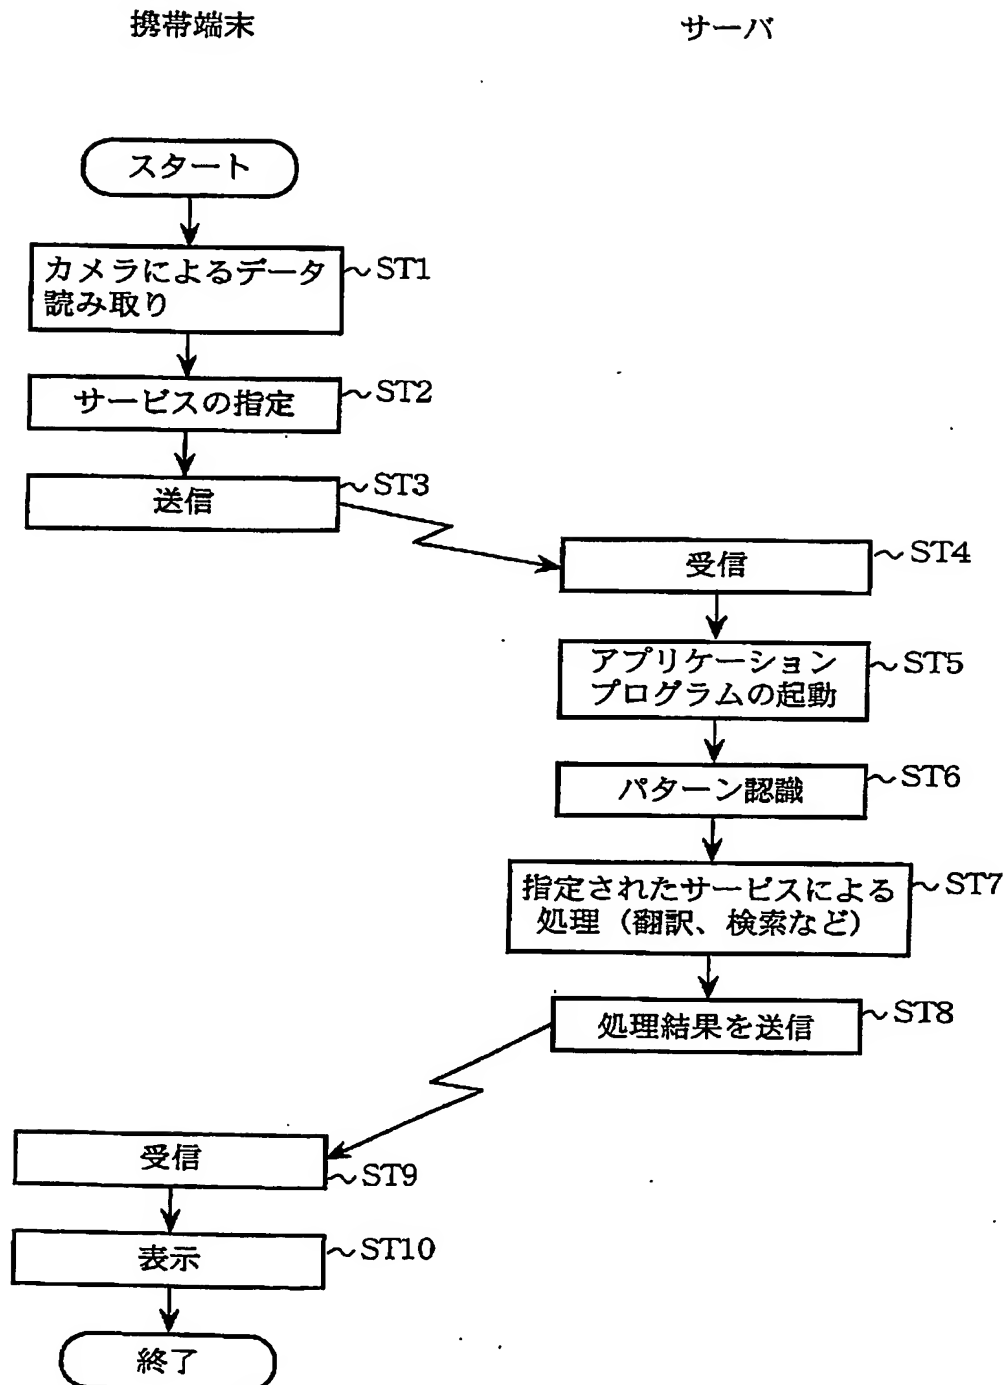 携帯端末
サーバ
スタート
カメラによるデータ
読み取り
~ST1
サービスの指定
~ST2
送信
~ST3
受信
~ST4
アプリケーション
プログラムの起動
~ST5
パターン認識
~ST6
指定されたサービスによる
処理（翻訳、検索など）
~ST7
処理結果を送信
~ST8
受信
~ST9
表示
~ST10
終了